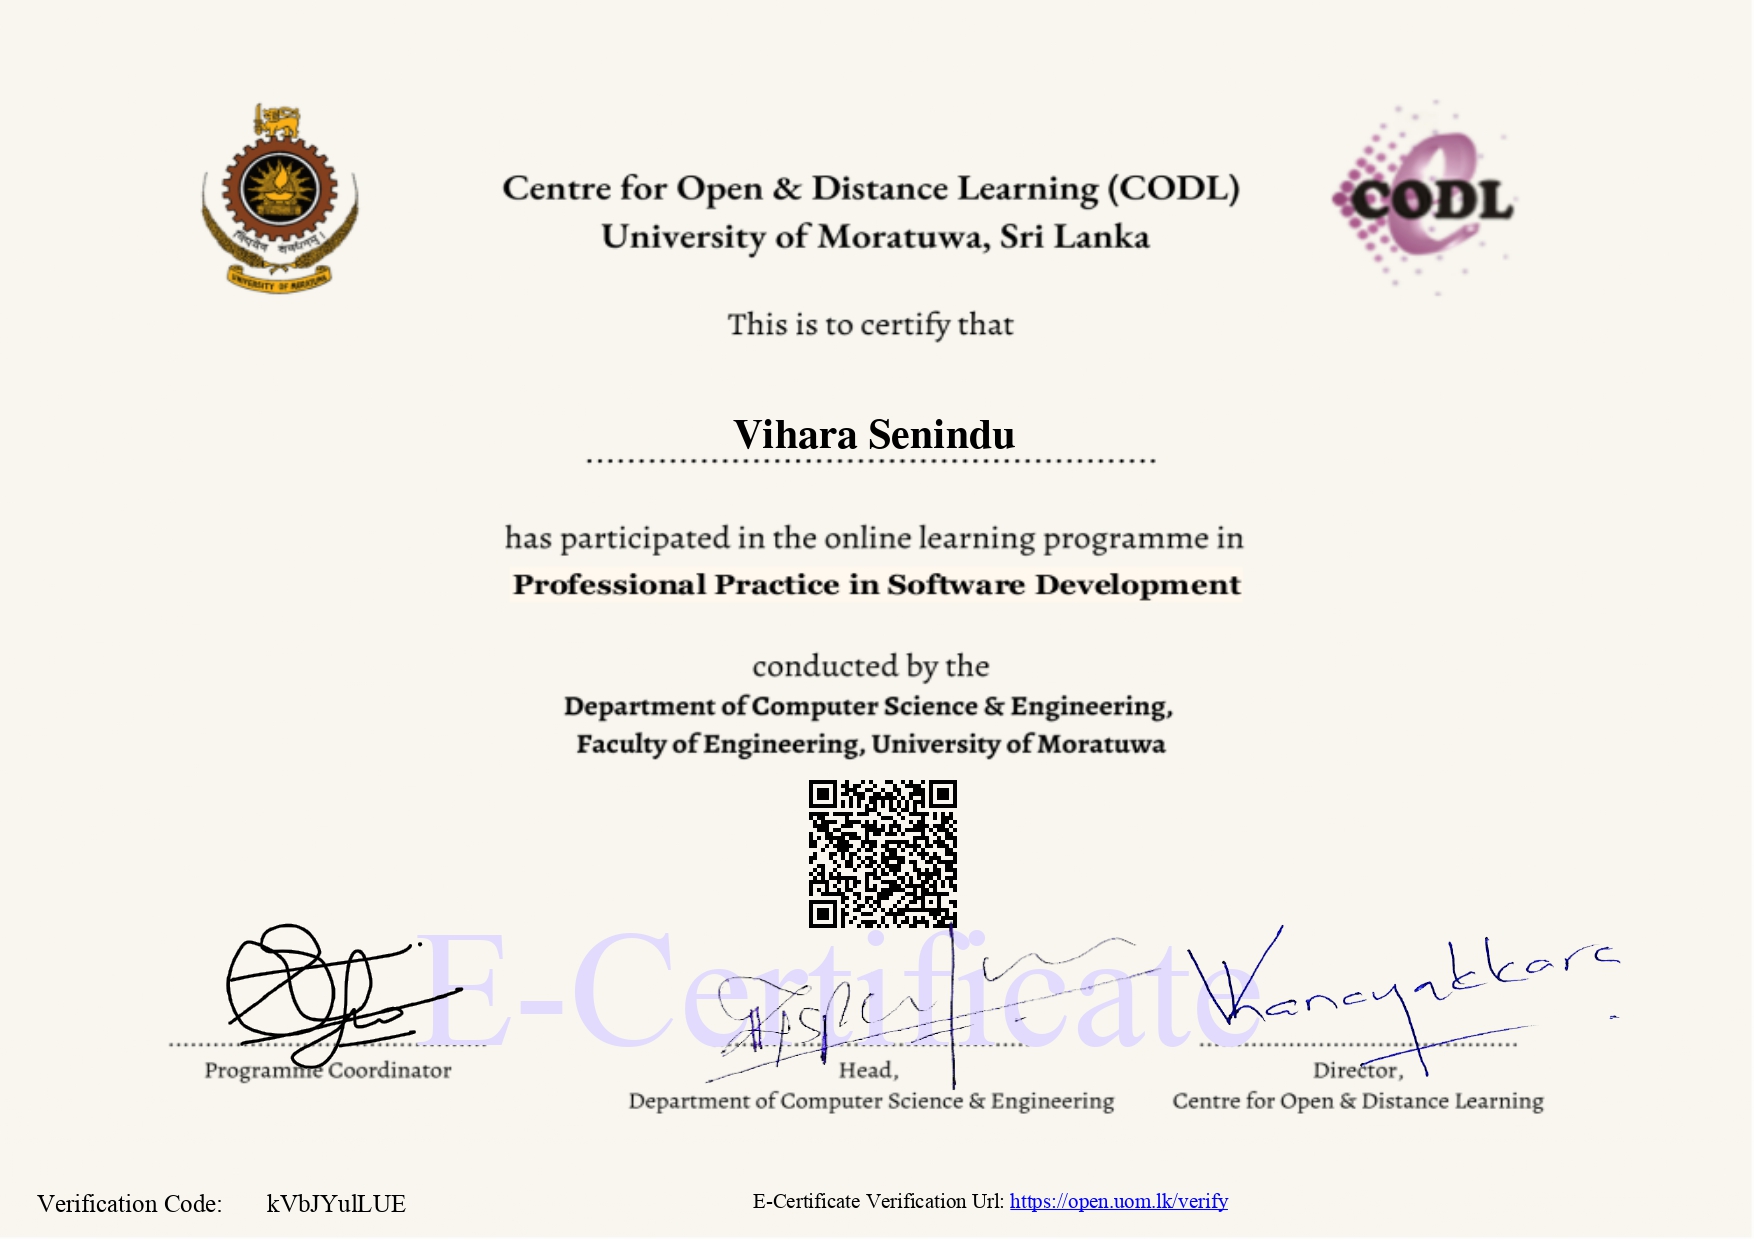 UNIVERSITY OF MORATUWA
CODL
Centre for Open & Distance Learning (CODL)
University of Moratuwa, Sri Lanka
This is to certify that
Vihara Senindu
has participated in the online learning programme in
Professional Practice in Software Development
conducted by the
Department of Computer Science & Engineering,
Faculty of Engineering, University of Moratuwa
E-Certificate
Programme Coordinator
Head,
Department of Computer Science & Engineering
Director,
Centre for Open & Distance Learning
Verification Code: kVbJYulLUE
E-Certificate Verification Url: https://open.uom.lk/verify